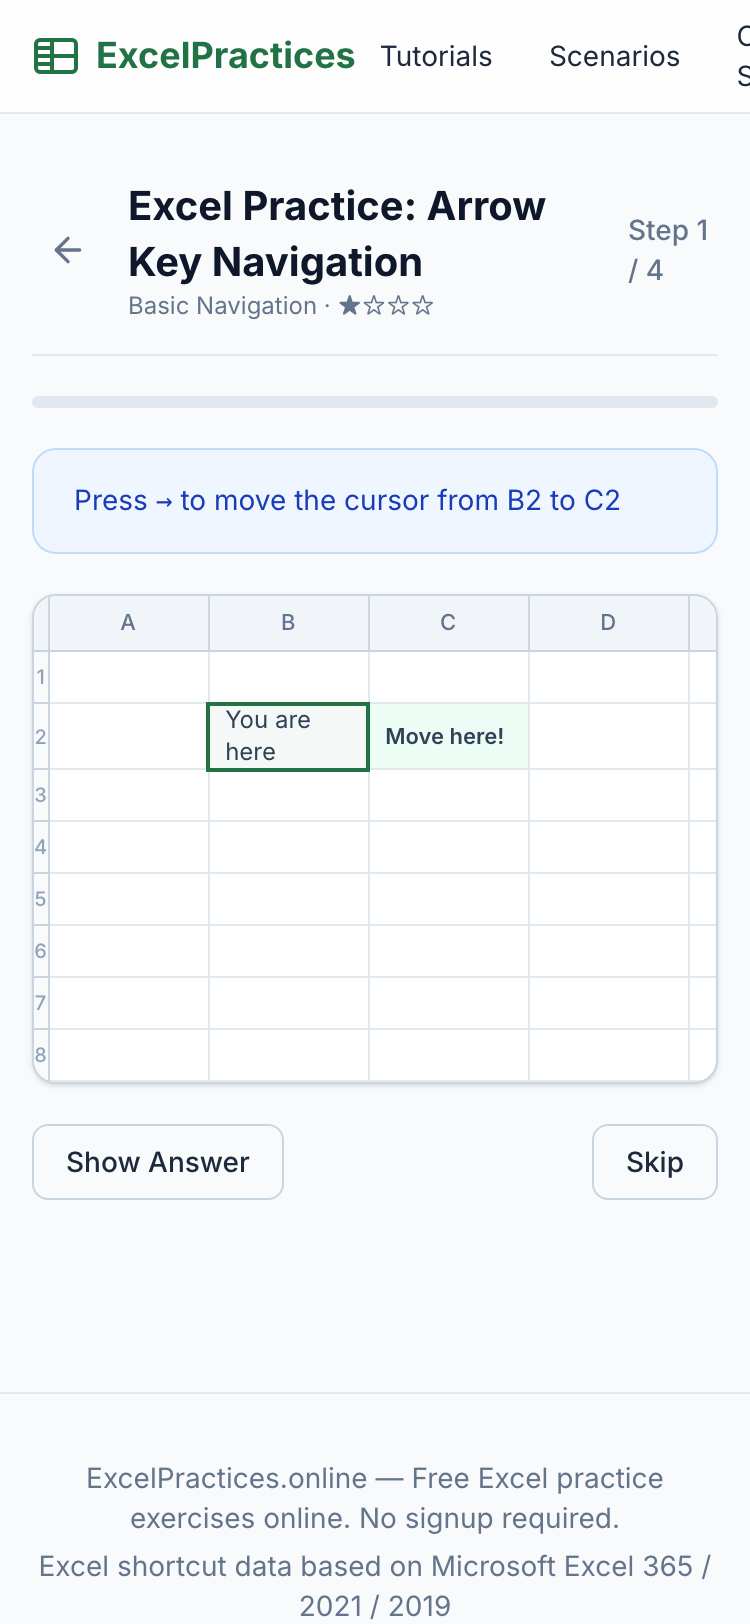 ExcelPractices Tutorials Scenarios
Excel Practice: Arrow
Key Navigation
Basic Navigation · ★☆☆☆
Step 1
/ 4
Press → to move the cursor from B2 to C2
A B C D
1
2 You are
here Move here!
3
4
5
6
7
8
Show Answer Skip
ExcelPractices.online — Free Excel practice
exercises online. No signup required.
Excel shortcut data based on Microsoft Excel 365 /
2021 / 2019